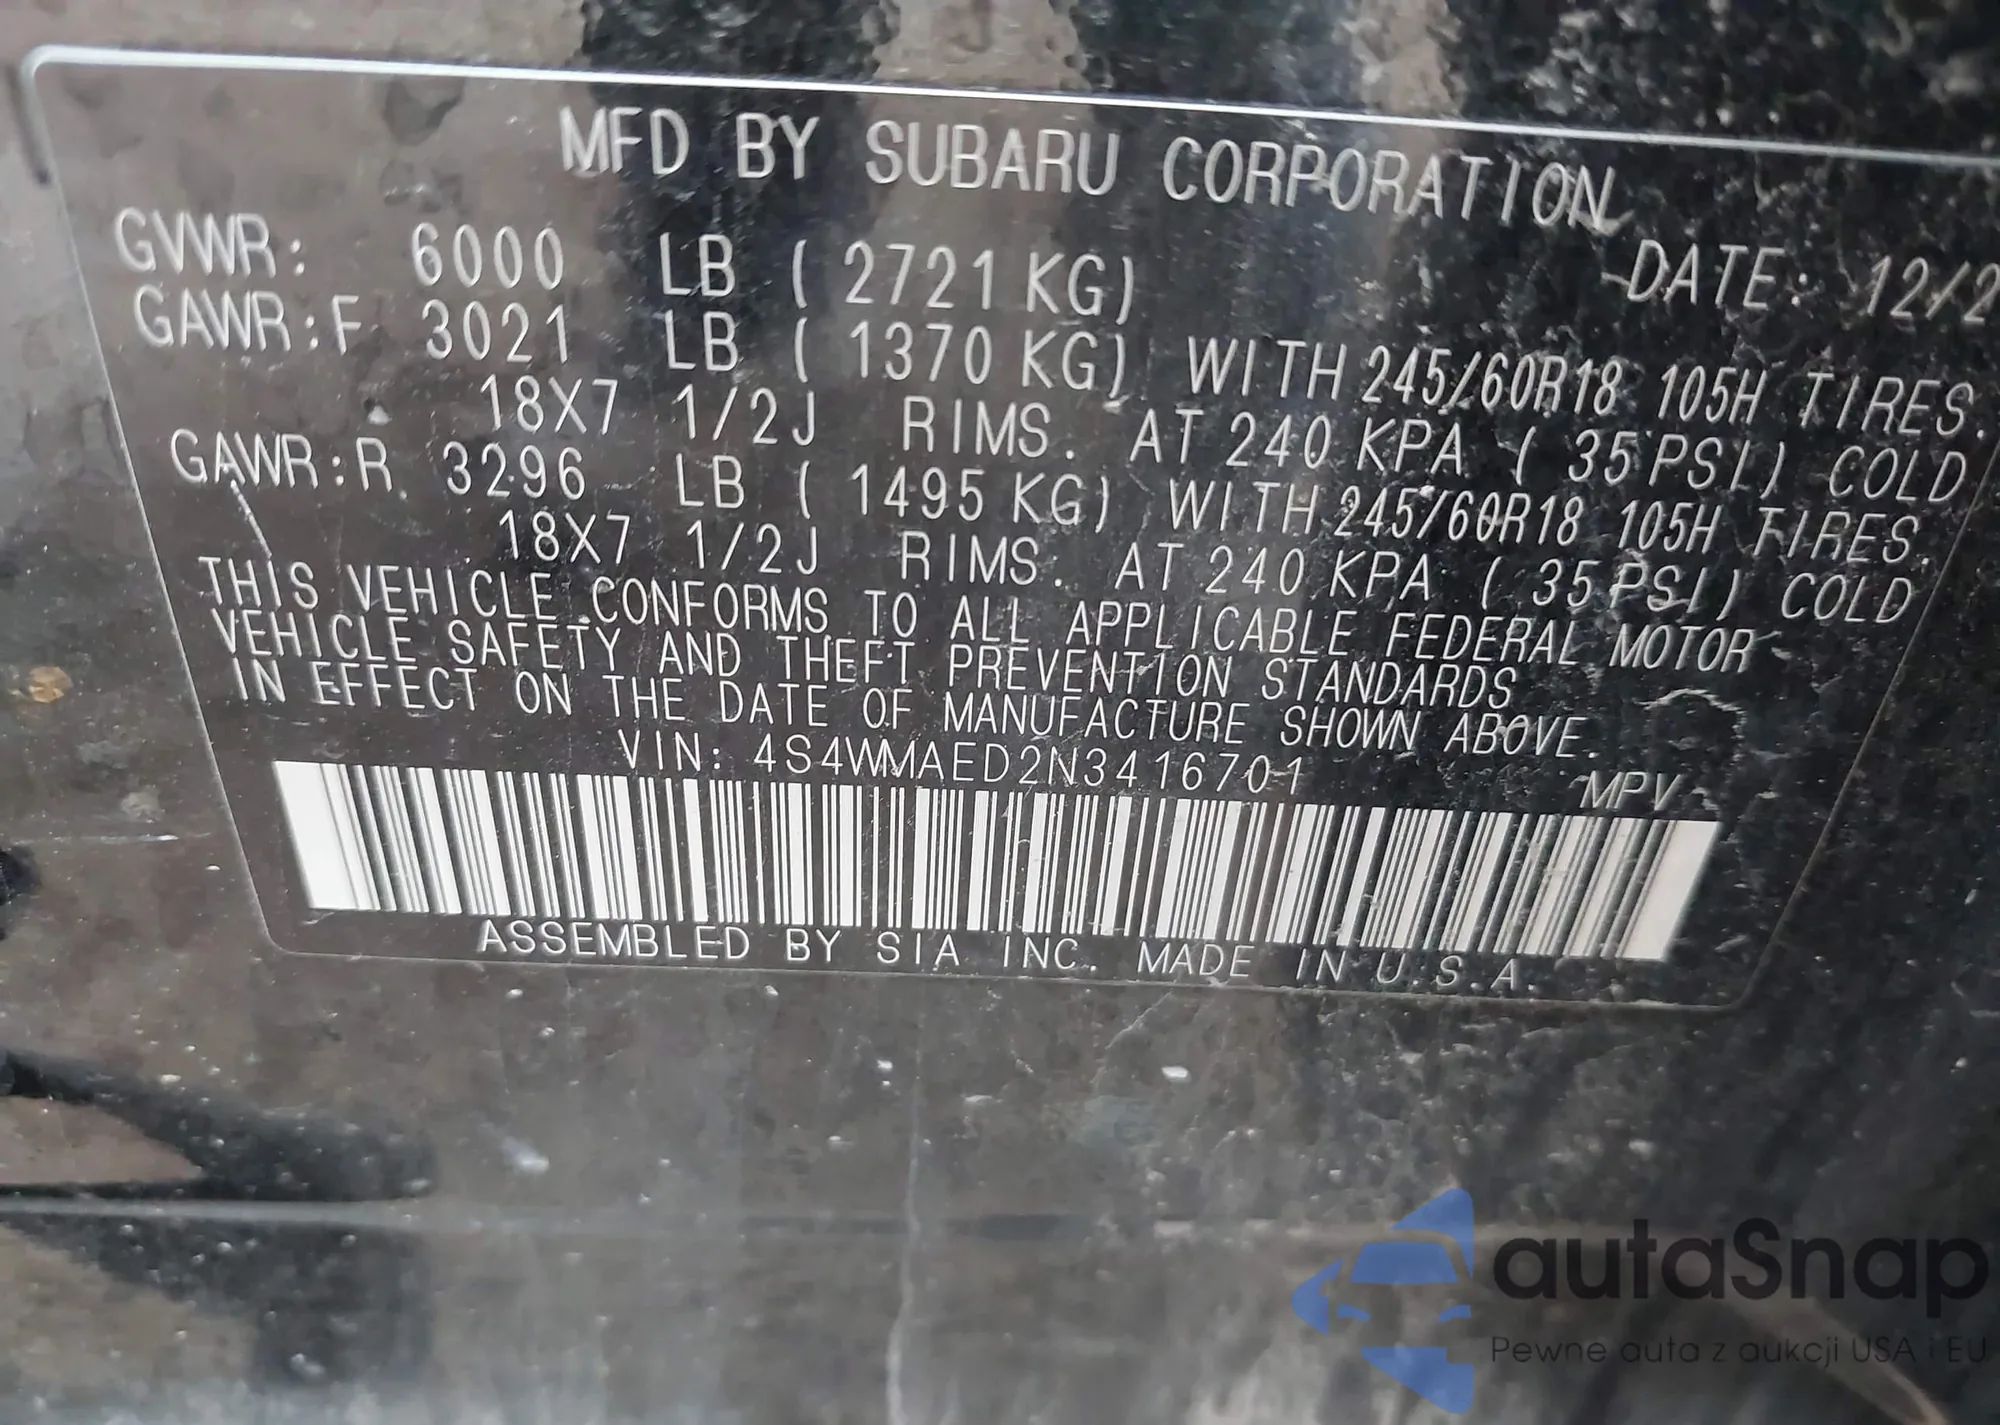 MFD BY SUBARU CORPORATION
DATE: 12/2
GVWR: 6000 LB ( 2721 KG)
GAWR:F 3021 LB ( 1370 KG) WITH 245/60R18 105H TIRES.
18X7 1/2J RIMS. AT 240 KPA ( 35 PSI) COLD
GAWR:R 3296 LB ( 1495 KG) WITH 245/60R18 105H TIRES.
18X7 1/2J RIMS. AT 240 KPA ( 35 PSI) COLD
THIS VEHICLE CONFORMS TO ALL APPLICABLE FEDERAL MOTOR
VEHICLE SAFETY AND THEFT PREVENTION STANDARDS
IN EFFECT ON THE DATE OF MANUFACTURE SHOWN ABOVE.
VIN: 4S4WMAED2N3416701 MPV
ASSEMBLED BY SIA INC. MADE IN U.S.A.
autaSnap
Pewne auta z aukcji USA i EU